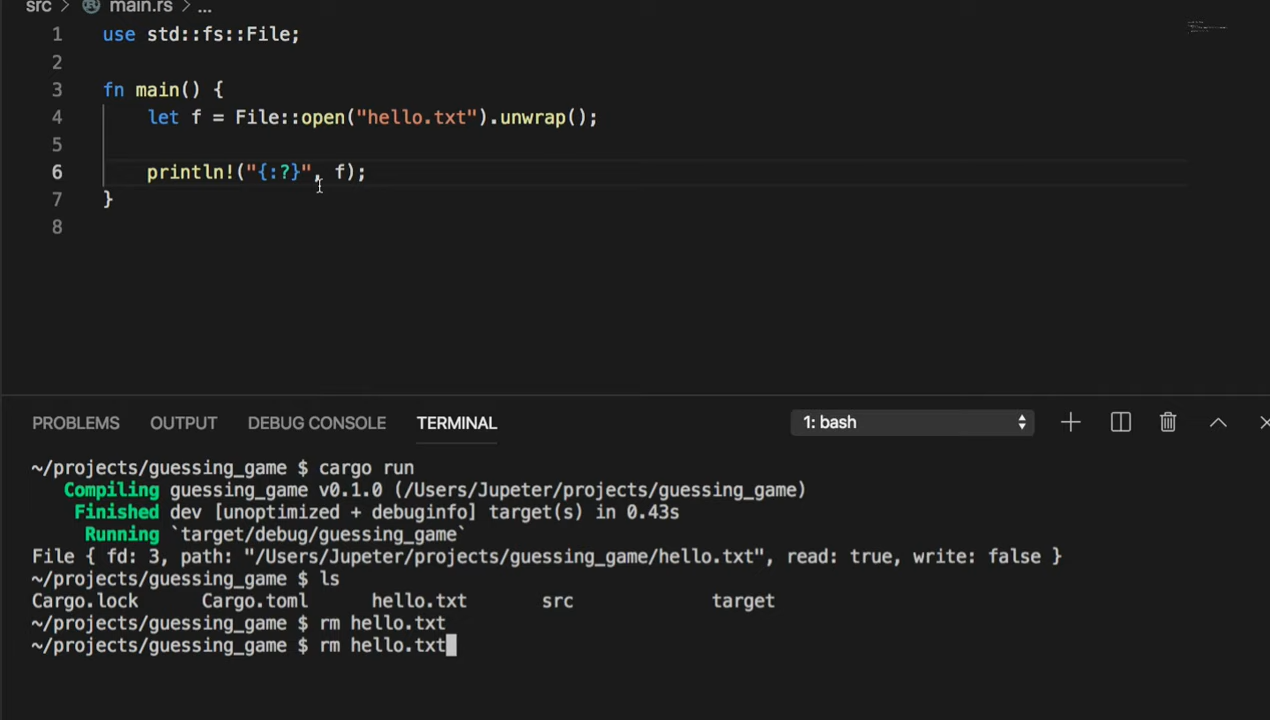 src > main.rs > ...
1 use std::fs::File;
2
3 fn main() {
4 let f = File::open("hello.txt").unwrap();
5
6 println!("{:?}", f);
7 }
8
PROBLEMS OUTPUT DEBUG CONSOLE TERMINAL 1: bash
~/projects/guessing_game $ cargo run
Compiling guessing_game v0.1.0 (/Users/Jupeter/projects/guessing_game)
Finished dev [unoptimized + debuginfo] target(s) in 0.43s
Running `target/debug/guessing_game`
File { fd: 3, path: "/Users/Jupeter/projects/guessing_game/hello.txt", read: true, write: false }
~/projects/guessing_game $ ls
Cargo.lock Cargo.toml hello.txt src target
~/projects/guessing_game $ rm hello.txt
~/projects/guessing_game $ rm hello.txt